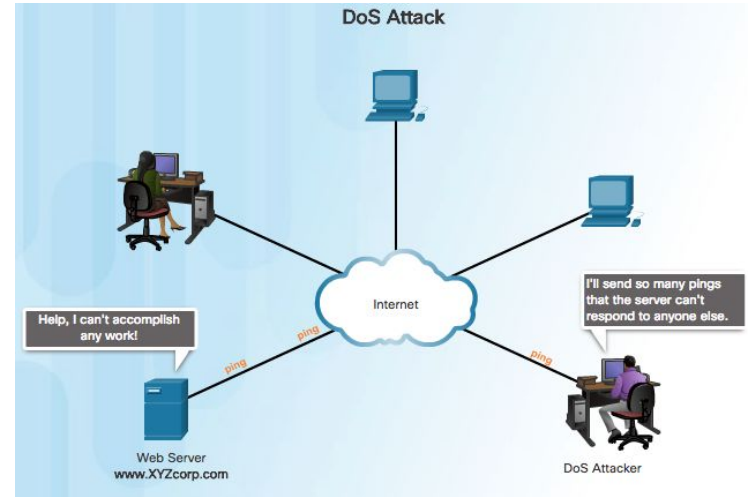 DoS Attack
Internet
I'll send so many pings
that the server can't
respond to anyone else.
Help, I can't accomplish
any work!
ping
ping
ping
Web Server
www.XYZcorp.com
DoS Attacker